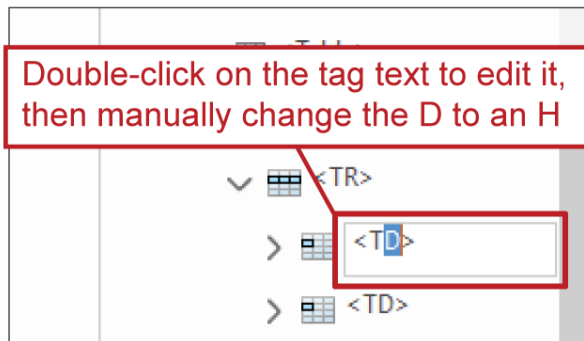 Double-click on the tag text to edit it,
then manually change the D to an H
<TR>
<TD>
<TD>